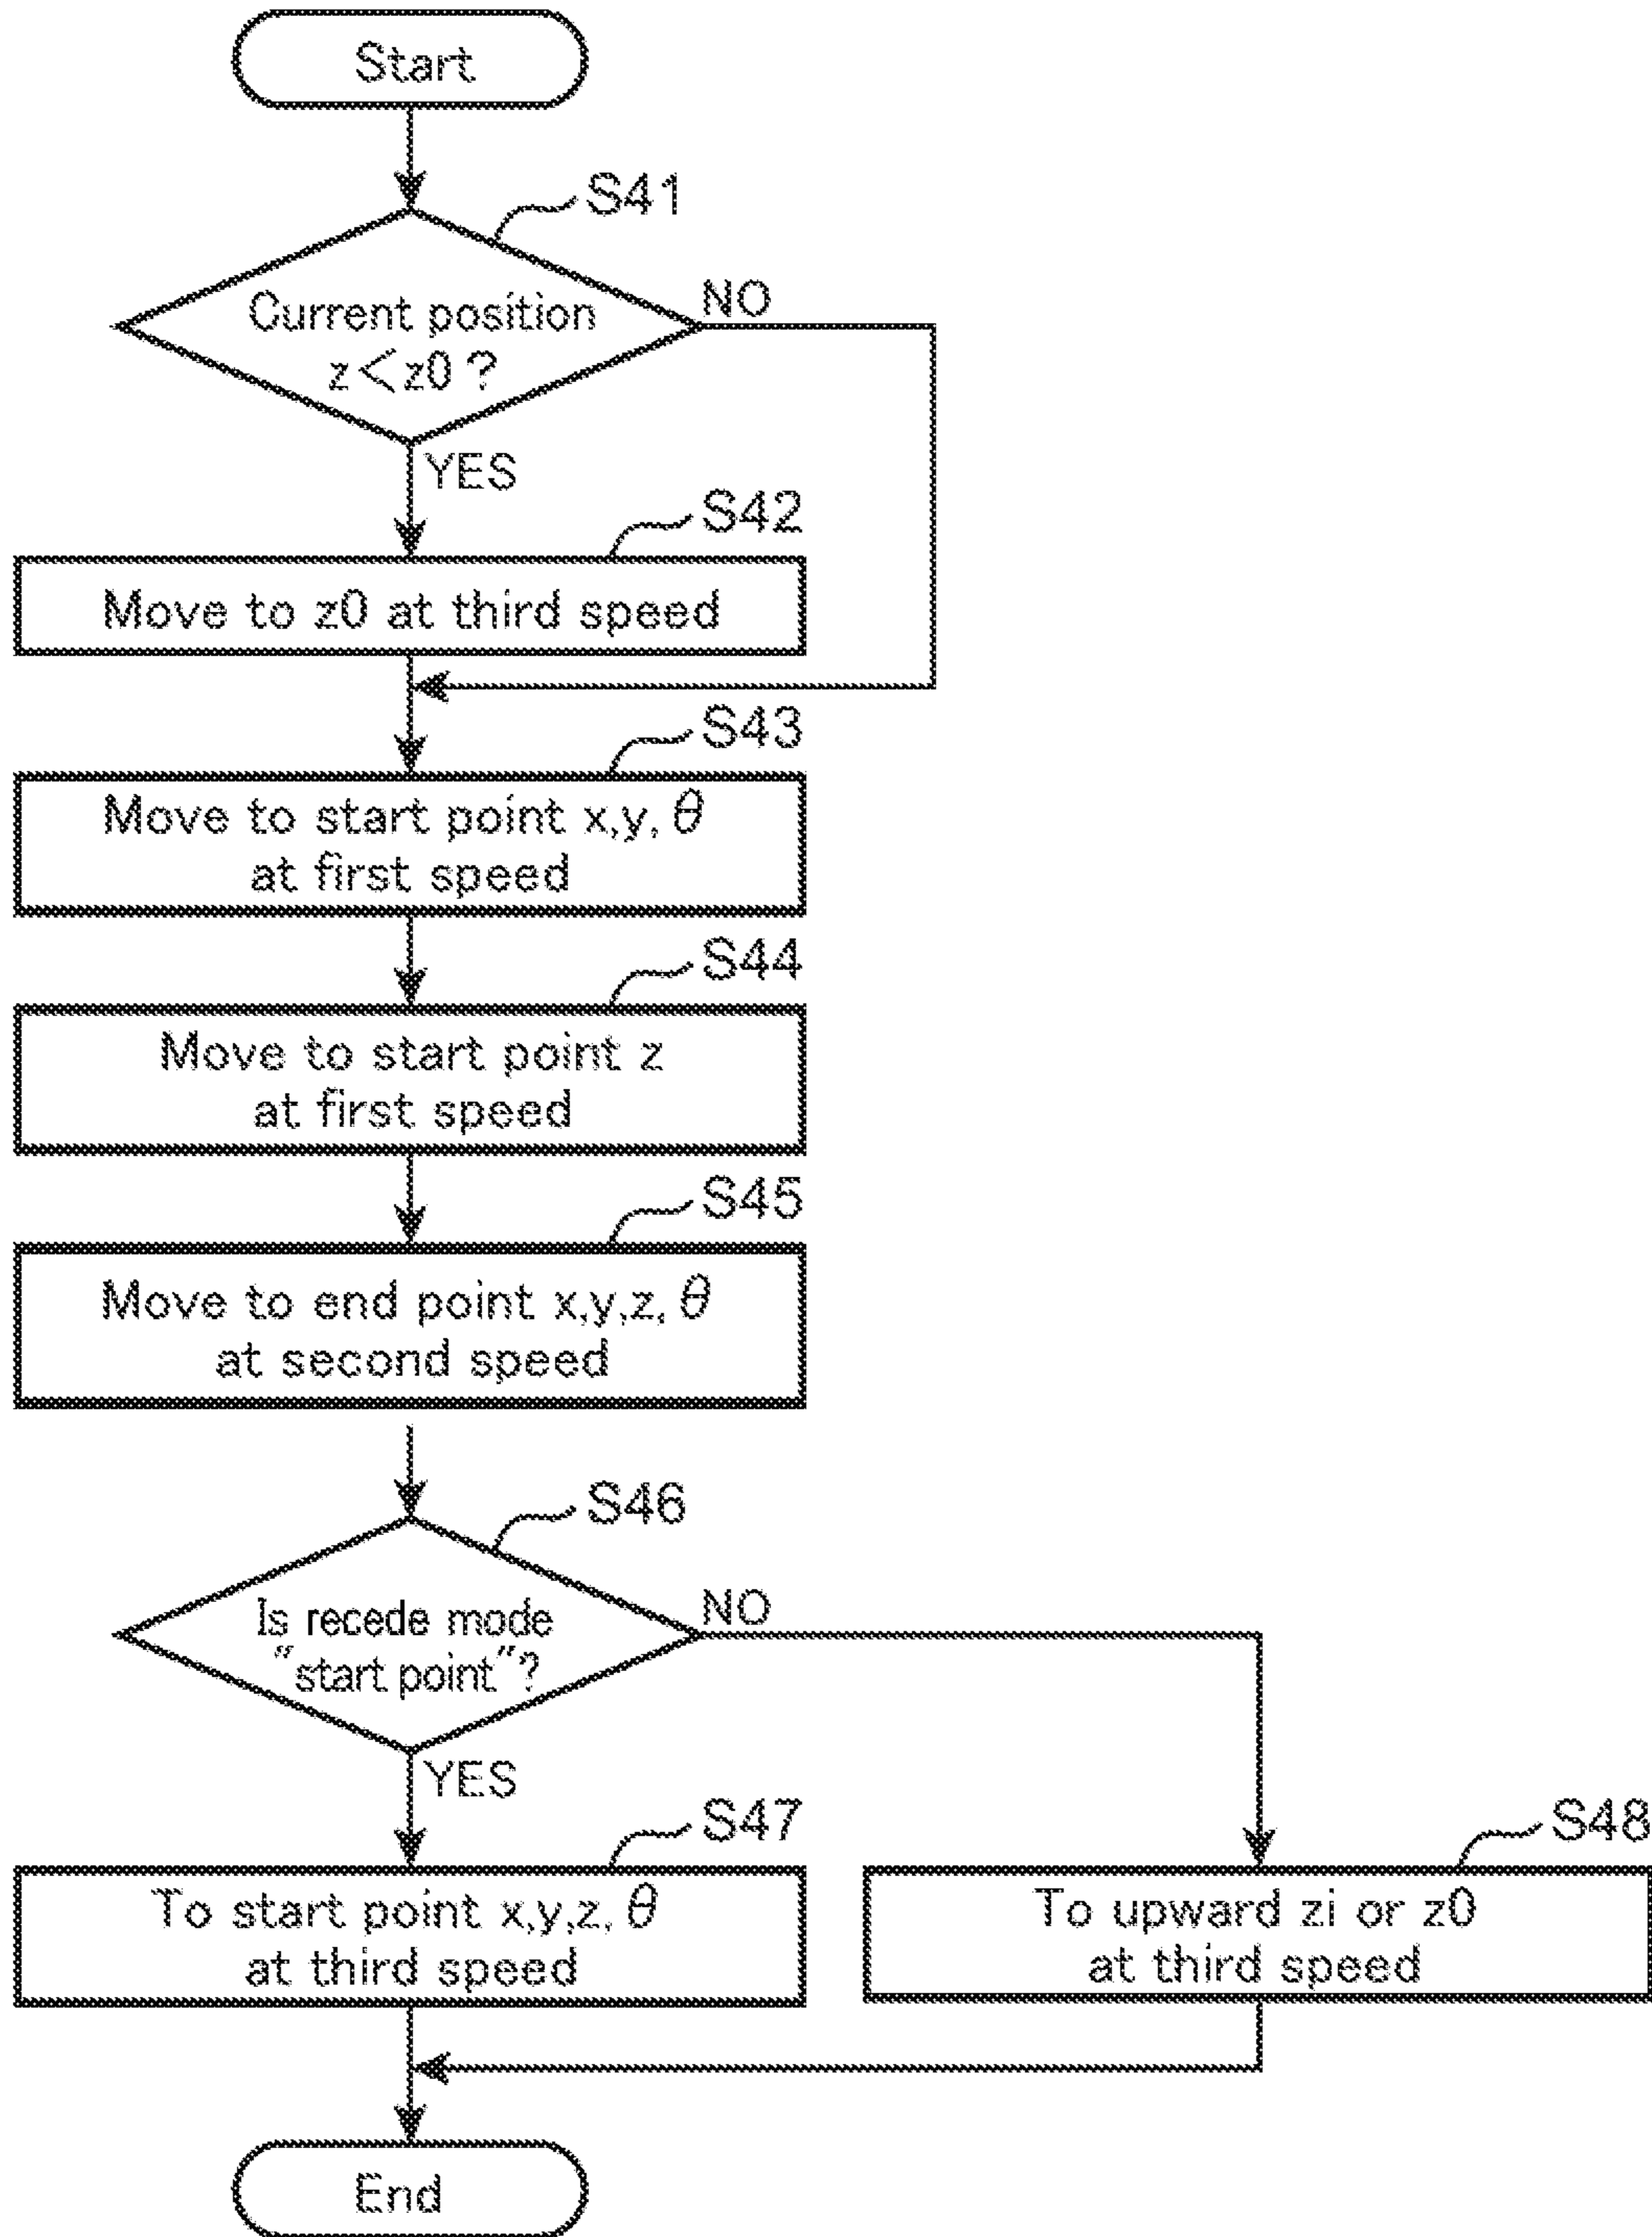 Start
S41
Current position
z<z0?
NO
YES
S42
Move to z0 at third speed
S43
Move to start point x,y,θ
at first speed
S44
Move to start point z
at first speed
S45
Move to end point x,y,z,θ
at second speed
S46
Is recede mode
"start point"?
NO
YES
S47
To start point x,y,z,θ
at third speed
S48
To upward zi or z0
at third speed
End